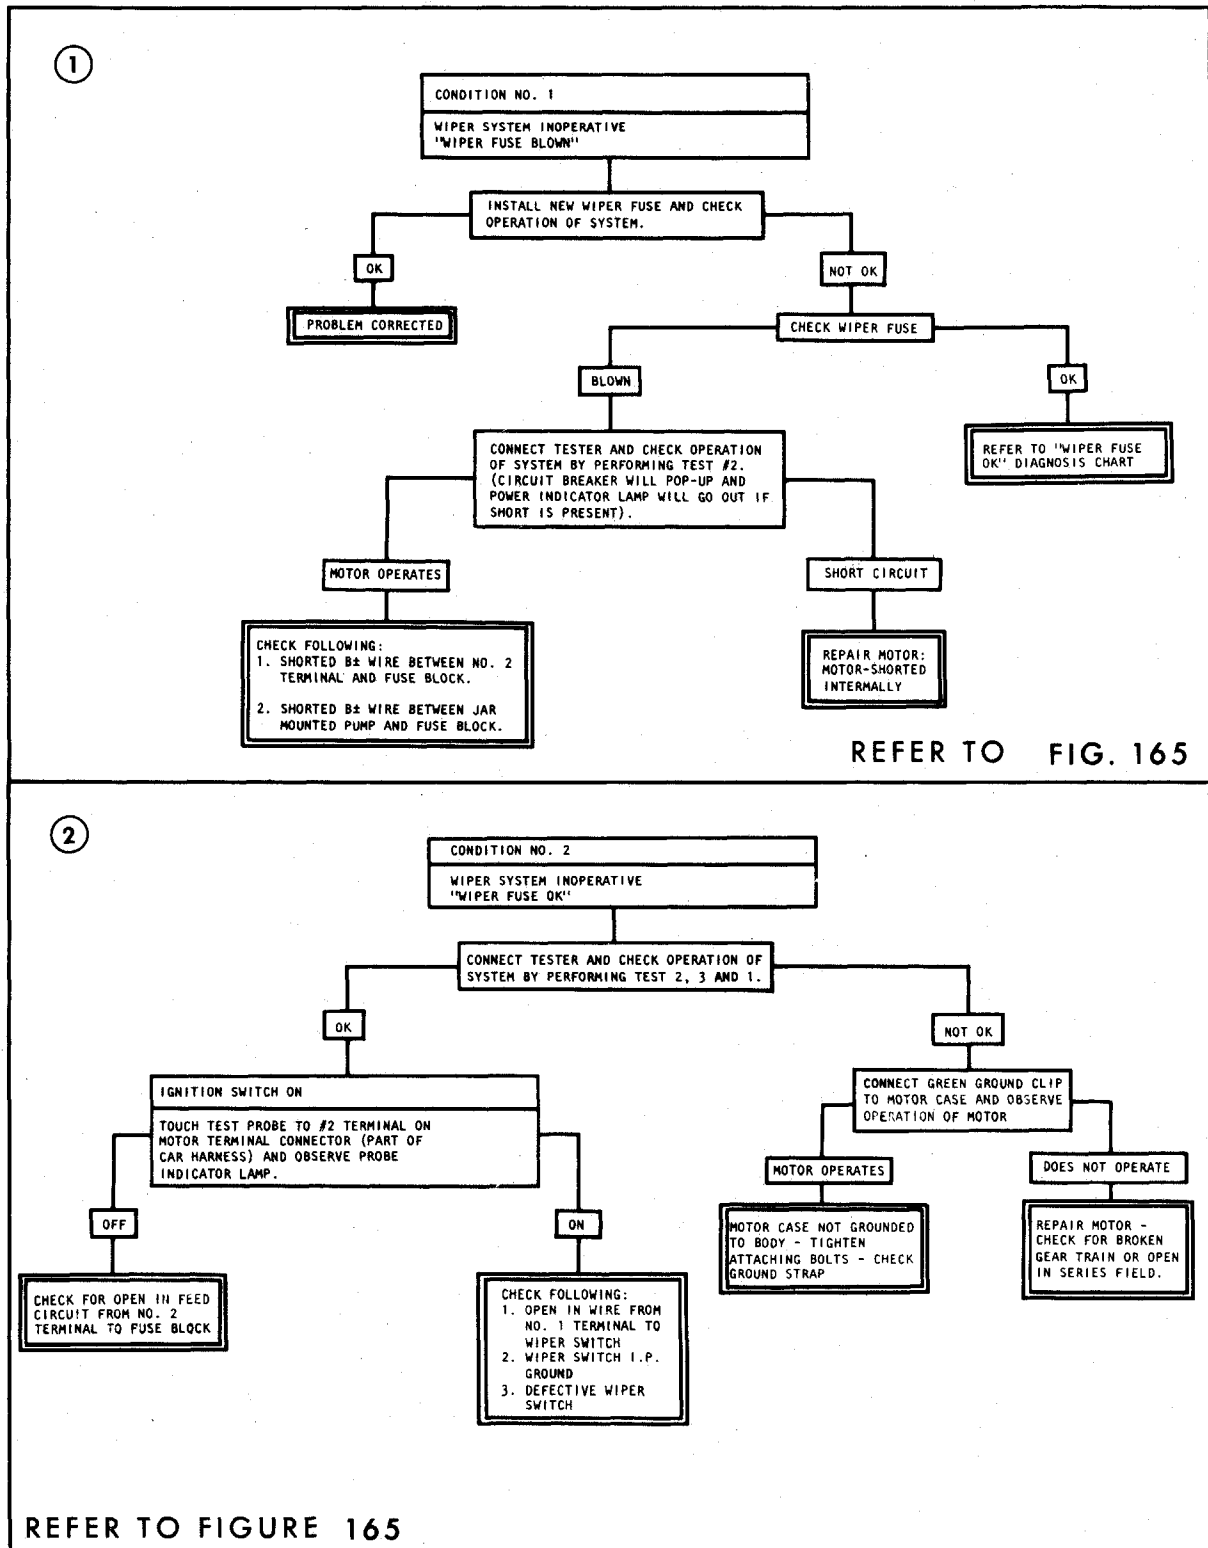 1
CONDITION NO. 1
WIPER SYSTEM INOPERATIVE
"WIPER FUSE BLOWN"
INSTALL NEW WIPER FUSE AND CHECK
OPERATION OF SYSTEM.
OK
NOT OK
PROBLEM CORRECTED
CHECK WIPER FUSE
BLOWN
OK
CONNECT TESTER AND CHECK OPERATION
OF SYSTEM BY PERFORMING TEST #2.
(CIRCUIT BREAKER WILL POP-UP AND
POWER INDICATOR LAMP WILL GO OUT IF
SHORT IS PRESENT).
REFER TO "WIPER FUSE
OK" DIAGNOSIS CHART
MOTOR OPERATES
SHORT CIRCUIT
CHECK FOLLOWING:
1. SHORTED B± WIRE BETWEEN NO. 2
TERMINAL AND FUSE BLOCK.
2. SHORTED B± WIRE BETWEEN JAR
MOUNTED PUMP AND FUSE BLOCK.
REPAIR MOTOR:
MOTOR-SHORTED
INTERMALLY
REFER TO FIG. 165
2
CONDITION NO. 2
WIPER SYSTEM INOPERATIVE
"WIPER FUSE OK"
CONNECT TESTER AND CHECK OPERATION OF
SYSTEM BY PERFORMING TEST 2, 3 AND 1.
OK
NOT OK
IGNITION SWITCH ON
TOUCH TEST PROBE TO #2 TERMINAL ON
MOTOR TERMINAL CONNECTOR (PART OF
CAR HARNESS) AND OBSERVE PROBE
INDICATOR LAMP.
CONNECT GREEN GROUND CLIP
TO MOTOR CASE AND OBSERVE
OPERATION OF MOTOR
MOTOR OPERATES
DOES NOT OPERATE
OFF
ON
MOTOR CASE NOT GROUNDED
TO BODY - TIGHTEN
ATTACHING BOLTS - CHECK
GROUND STRAP
REPAIR MOTOR -
CHECK FOR BROKEN
GEAR TRAIN OR OPEN
IN SERIES FIELD.
CHECK FOR OPEN IN FEED
CIRCUIT FROM NO. 2
TERMINAL TO FUSE BLOCK
CHECK FOLLOWING:
1. OPEN IN WIRE FROM
NO. 1 TERMINAL TO
WIPER SWITCH
2. WIPER SWITCH I.P.
GROUND
3. DEFECTIVE WIPER
SWITCH
REFER TO FIGURE 165